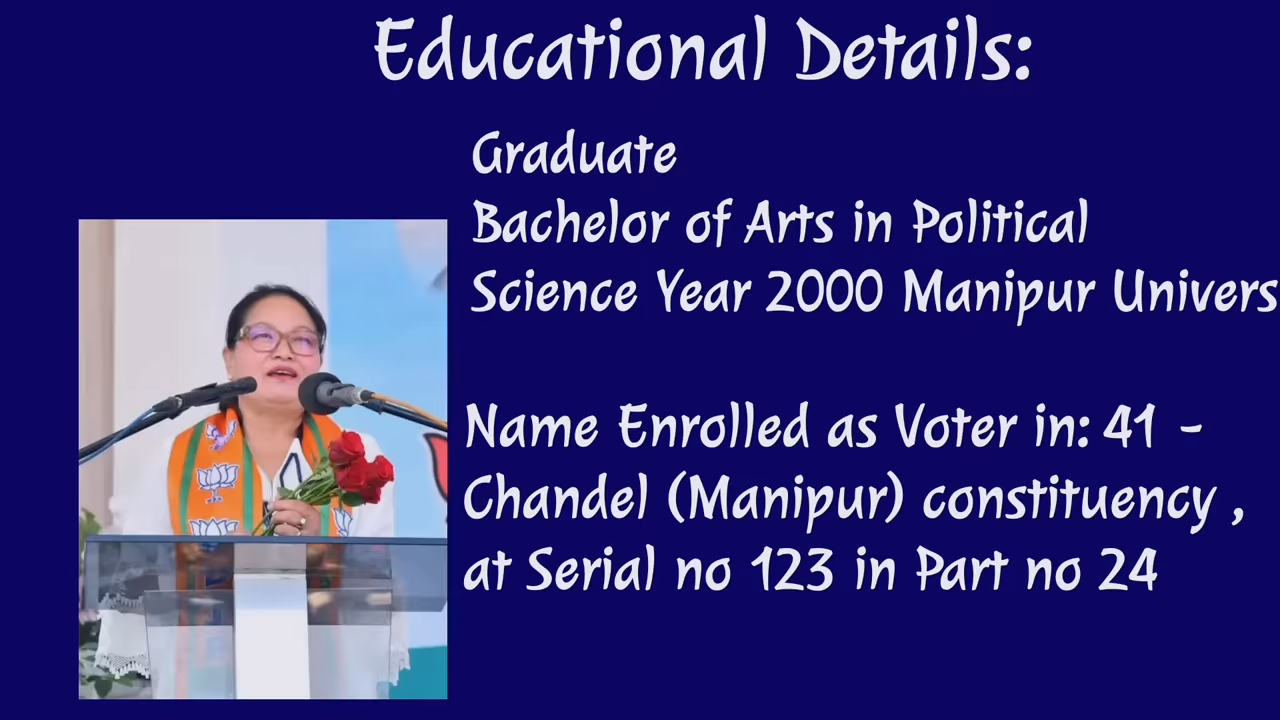 Educational Details:
Graduate
Bachelor of Arts in Political
Science Year 2000 Manipur Univers
Name Enrolled as Voter in: 41 -
Chandel (Manipur) constituency ,
at Serial no 123 in Part no 24